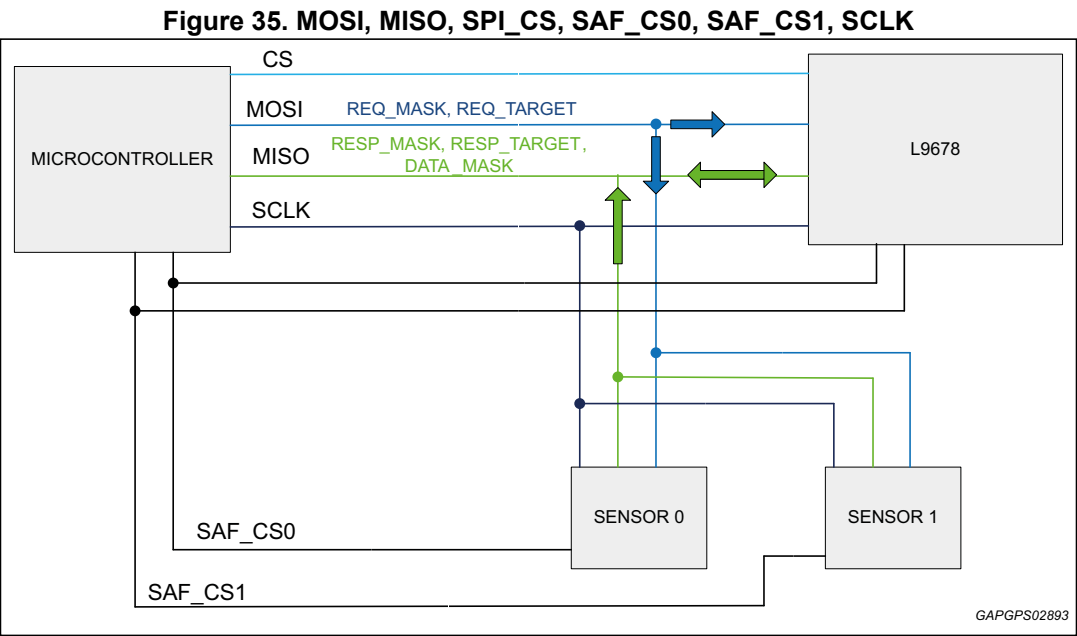 Figure 35. MOSI, MISO, SPI_CS, SAF_CS0, SAF_CS1, SCLK
CS
MICROCONTROLLER
MOSI
REQ_MASK, REQ_TARGET
MISO
RESP_MASK, RESP_TARGET,
DATA_MASK
L9678
SCLK
SENSOR 0
SENSOR 1
SAF_CS0
SAF_CS1
GAPGPS02893